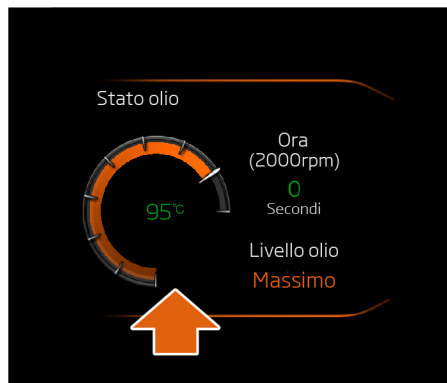 Stato olio
Ora
(2000rpm)
95°C
0
Secondi
Livello olio
Massimo